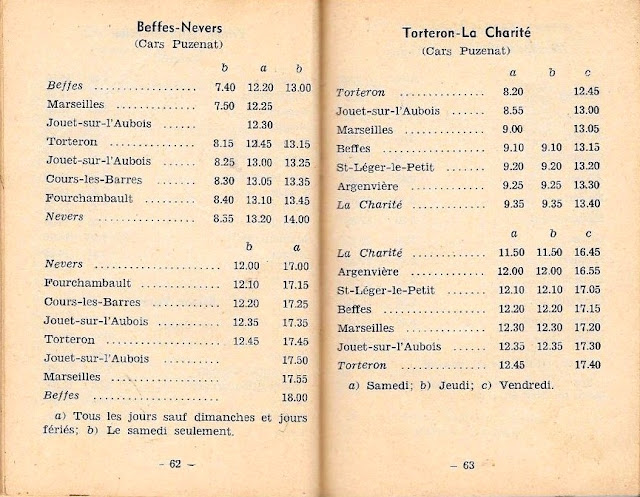 Beffes-Nevers
(Cars Puzenat)
b a b
Beffes .................... 7.40 12.20 13.00
Marseilles ............... 7.50 12.25
Jouet-sur-l'Aubois ...... 12.30
Torteron ................. 8.15 12.45 13.15
Jouet-sur-l'Aubois ...... 8.25 13.00 13.25
Cours-les-Barres ........ 8.30 13.05 13.35
Fourchambault .......... 8.40 13.10 13.45
Nevers ................... 8.55 13.20 14.00
b a
Nevers ...................... 12.00 17.00
Fourchambault ............. 12.10 17.15
Cours-les-Barres ........... 12.20 17.25
Jouet-sur-l'Aubois ......... 12.35 17.35
Torteron .................... 12.45 17.45
Jouet-sur-l'Aubois ......... 17.50
Marseilles .................. 17.55
Beffes ....................... 18.00
a) Tous les jours sauf dimanches et jours
fériés; b) Le samedi seulement.
- 62 -
Torteron-La Charité
(Cars Puzenat)
a b c
Torteron .................. 8.20 12.45
Jouet-sur-l'Aubois ....... 8.55 13.00
Marseilles ................ 9.00 13.05
Beffes .................... 9.10 9.10 13.15
St-Léger-le-Petit ........ 9.20 9.20 13.20
Argenvière ............... 9.25 9.25 13.30
La Charité ............... 9.35 9.35 13.40
a b c
La Charité ............... 11.50 11.50 16.45
Argenvière ............... 12.00 12.00 16.55
St-Léger-le-Petit ........ 12.10 12.10 17.05
Beffes .................... 12.20 12.20 17.15
Marseilles ................ 12.30 12.30 17.20
Jouet-sur-l'Aubois ....... 12.35 12.35 17.30
Torteron .................. 12.45 17.40
a) Samedi; b) Jeudi; c) Vendredi.
- 63